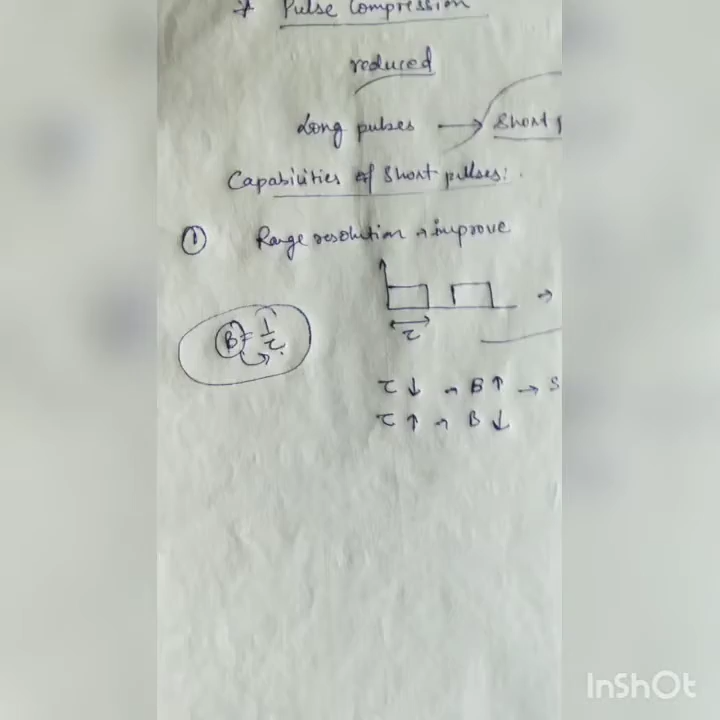 * Pulse Compression
reduced
Long pulses → Short
Capabilities of Short pulses:
① Range resolution → improve
→
B = 1/τ
τ
τ ↓ → B ↑ → S
τ ↑ → B ↓
InShOt